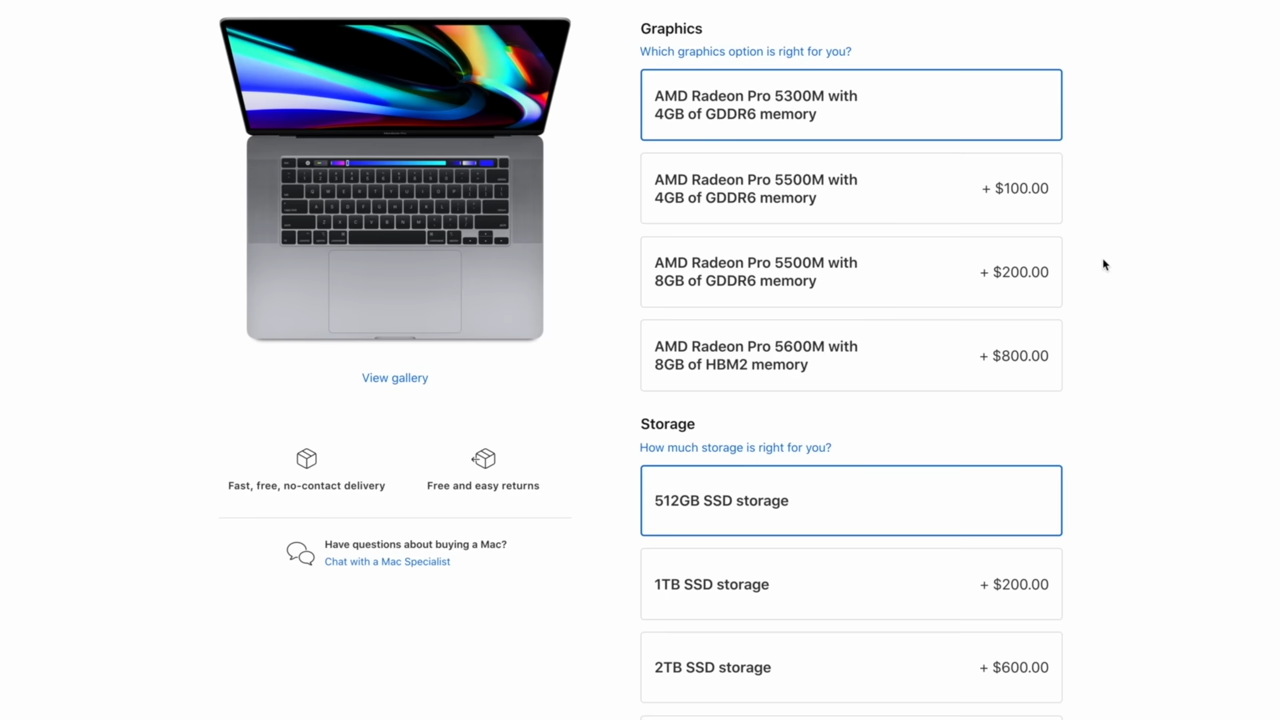 Graphics
Which graphics option is right for you?
AMD Radeon Pro 5300M with
4GB of GDDR6 memory
AMD Radeon Pro 5500M with
4GB of GDDR6 memory
+ $100.00
AMD Radeon Pro 5500M with
8GB of GDDR6 memory
+ $200.00
AMD Radeon Pro 5600M with
8GB of HBM2 memory
+ $800.00
View gallery
Fast, free, no-contact delivery
Free and easy returns
Have questions about buying a Mac?
Chat with a Mac Specialist
Storage
How much storage is right for you?
512GB SSD storage
1TB SSD storage
+ $200.00
2TB SSD storage
+ $600.00